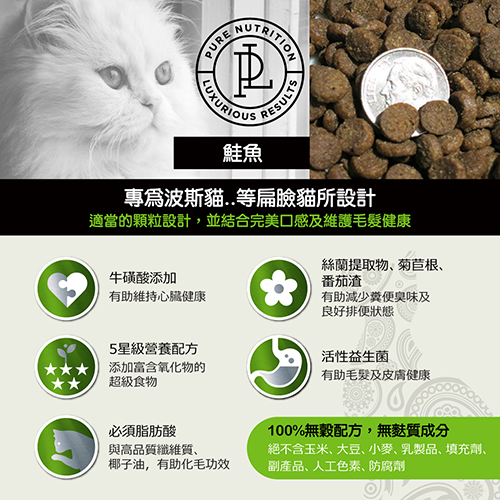 PURE NUTRITION
PL
LUXURIOUS RESULTS
鮭魚
專為波斯貓..等扁臉貓所設計
適當的顆粒設計，並結合完美口感及維護毛髮健康
牛磺酸添加
有助維持心臟健康
絲蘭提取物、菊苣根、
番茄渣
有助減少糞便臭味及
良好排便狀態
5星級營養配方
添加富含氧化物的
超級食物
活性益生菌
有助毛髮及皮膚健康
必須脂肪酸
與高品質纖維質、
椰子油，有助化毛功效
100%無穀配方，無麩質成分
絕不含玉米、大豆、小麥、乳製品、填充劑、
副產品、人工色素、防腐劑